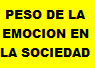 PESO DE LA
EMOCION EN
LA SOCIEDAD